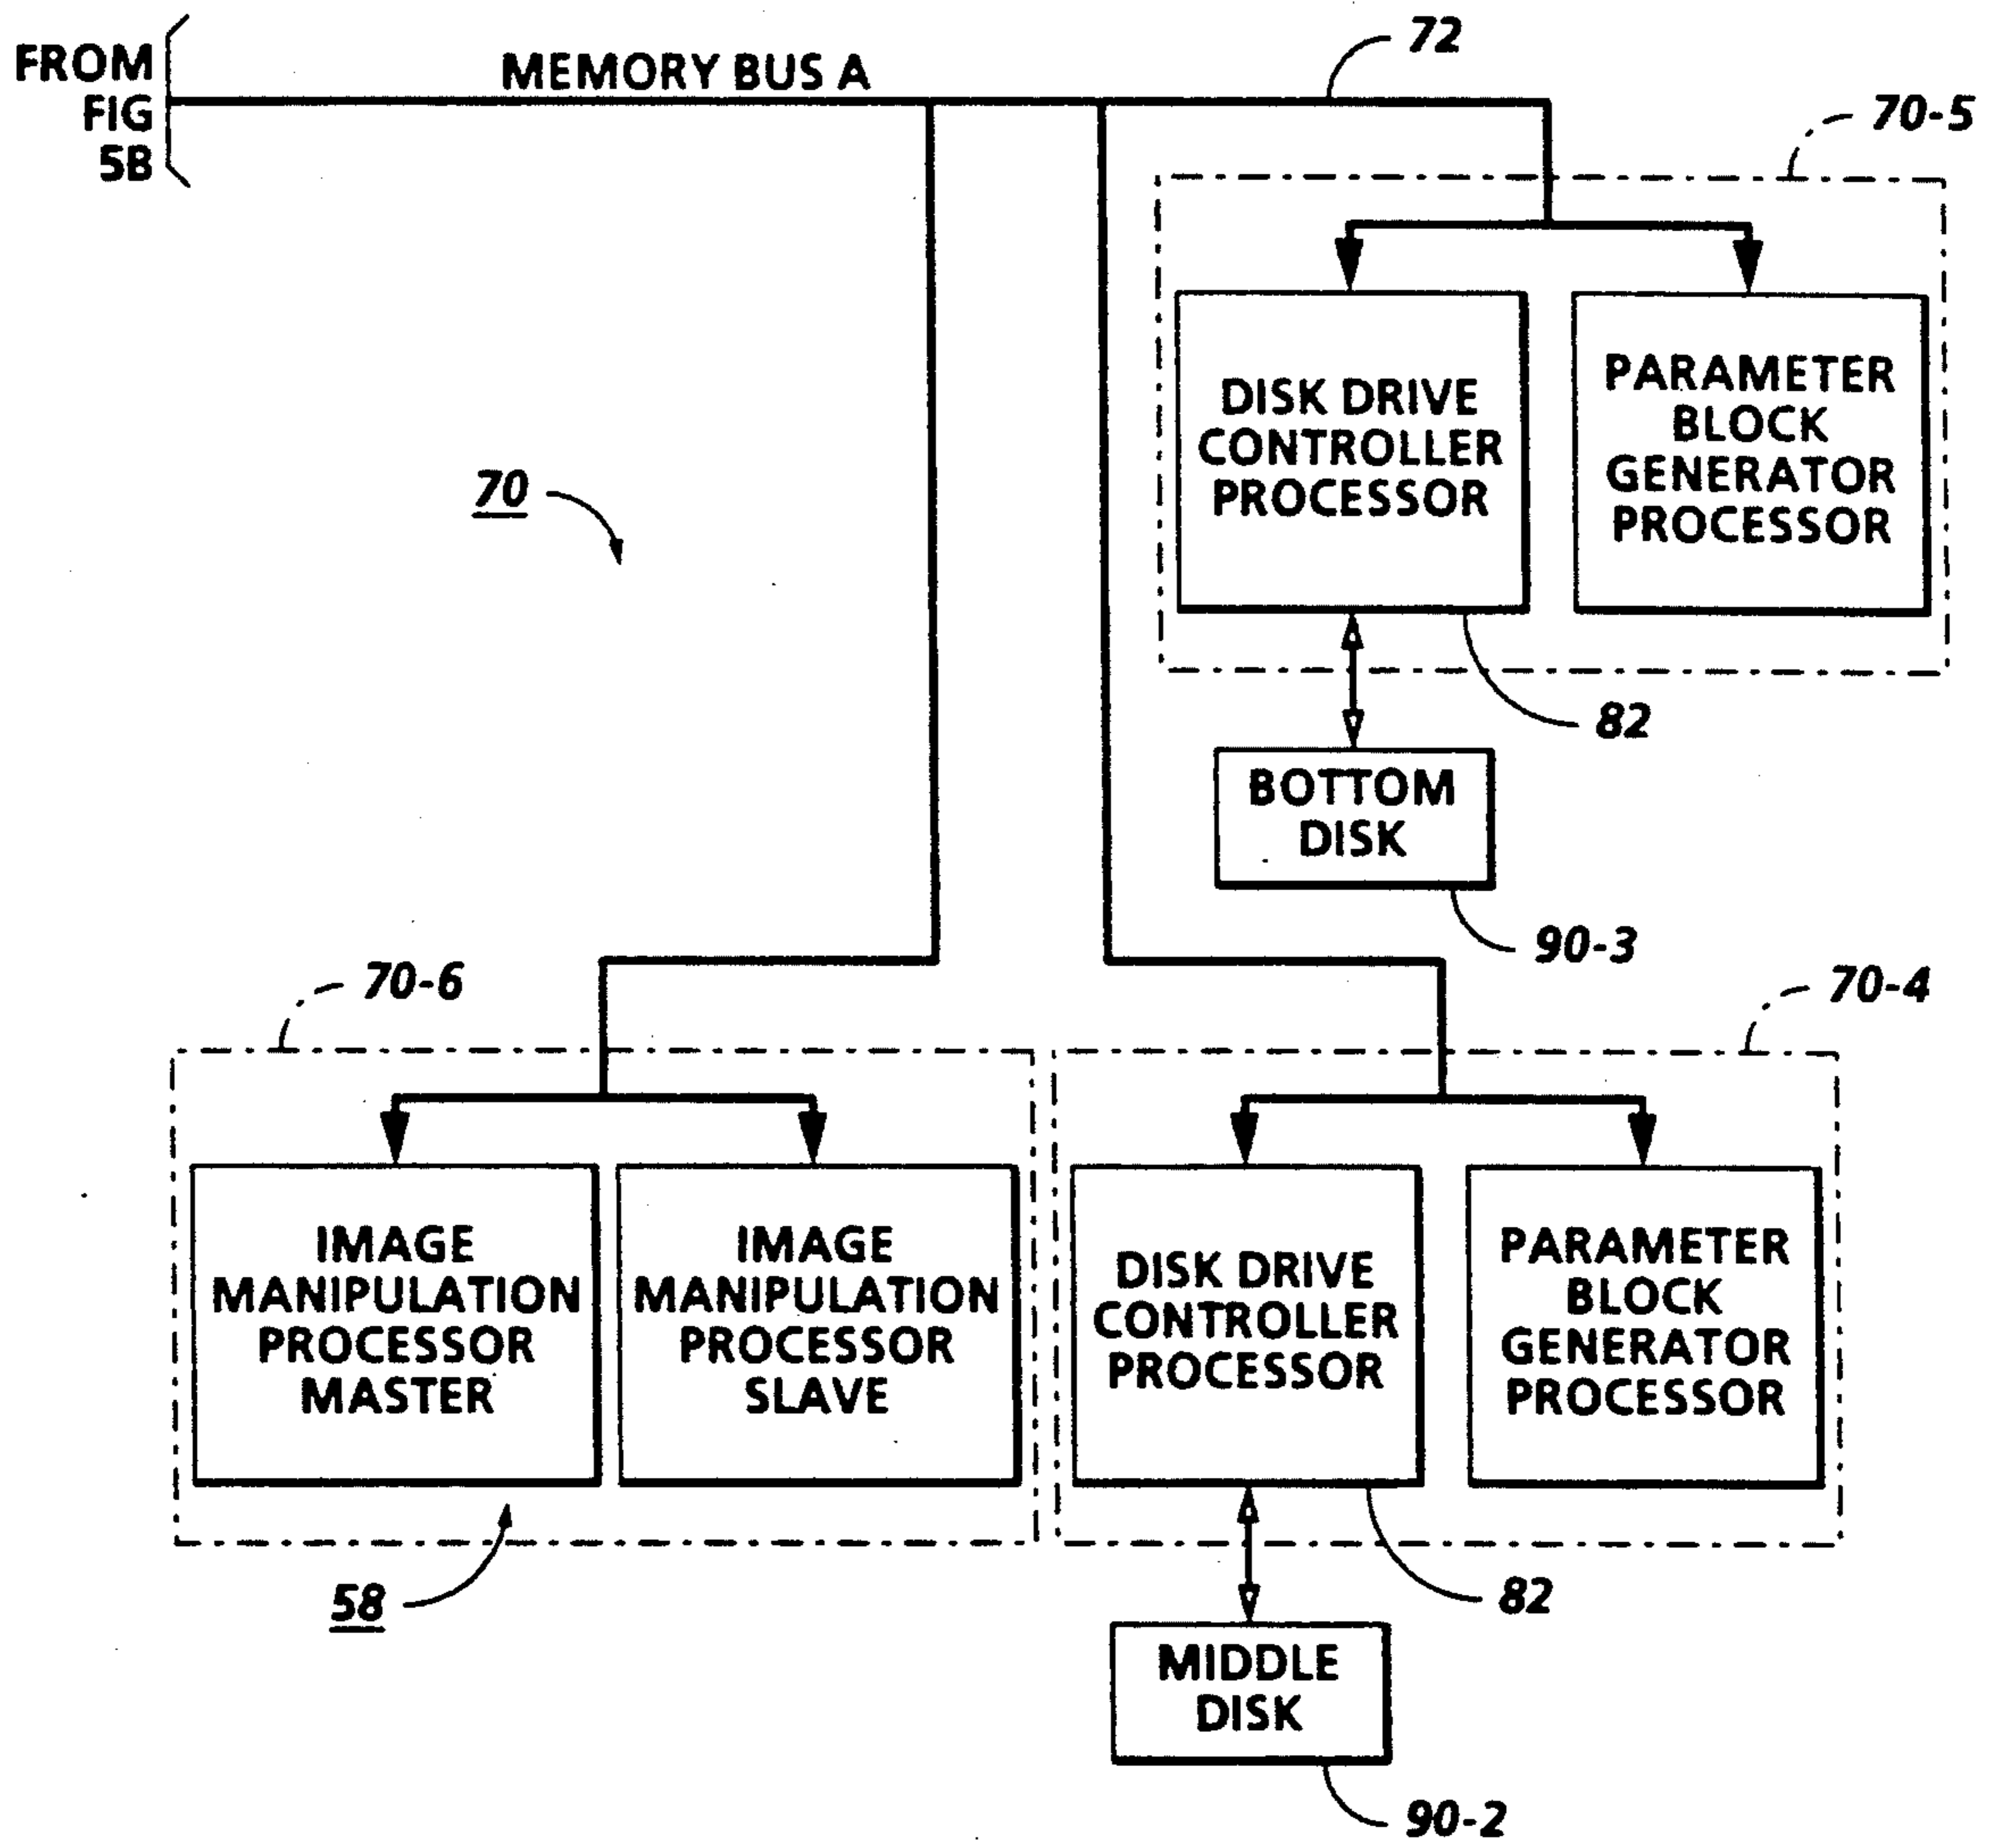 FROM
FIG
5B
MEMORY BUS A
72
70-5
DISK DRIVE
CONTROLLER
PROCESSOR
PARAMETER
BLOCK
GENERATOR
PROCESSOR
70
82
BOTTOM
DISK
90-3
70-6
70-4
IMAGE
MANIPULATION
PROCESSOR
MASTER
IMAGE
MANIPULATION
PROCESSOR
SLAVE
DISK DRIVE
CONTROLLER
PROCESSOR
PARAMETER
BLOCK
GENERATOR
PROCESSOR
58
82
MIDDLE
DISK
90-2